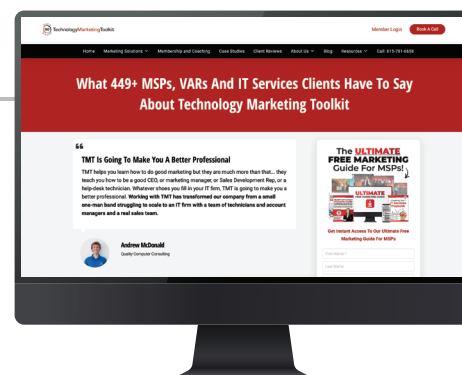 TechnologyMarketingToolkit
Member Login
Book A Call
Home Marketing Solutions Membership and Coaching Case Studies Client Reviews About Us Blog Resources Call: 615-701-6658
What 449+ MSPs, VARs And IT Services Clients Have To Say
About Technology Marketing Toolkit
“
TMT Is Going To Make You A Better Professional
TMT helps you learn how to do good marketing but they are much more than that... they
teach you how to be a good CEO, or marketing manager, or Sales Development Rep, or a
help-desk technician. Whatever shoes you fill in your IT firm, TMT is going to make you a
better professional. Working with TMT has transformed our company from a small
one-man band struggling to scale to an IT firm with a team of technicians and account
managers and a real sales team.
Andrew McDonald
Quality Computer Consulting
The ULTIMATE
FREE MARKETING
Guide For MSPs!
ULTIMATE
Get Instant Access To Our Ultimate Free
Marketing Guide For MSPs
First Name *
Last Name